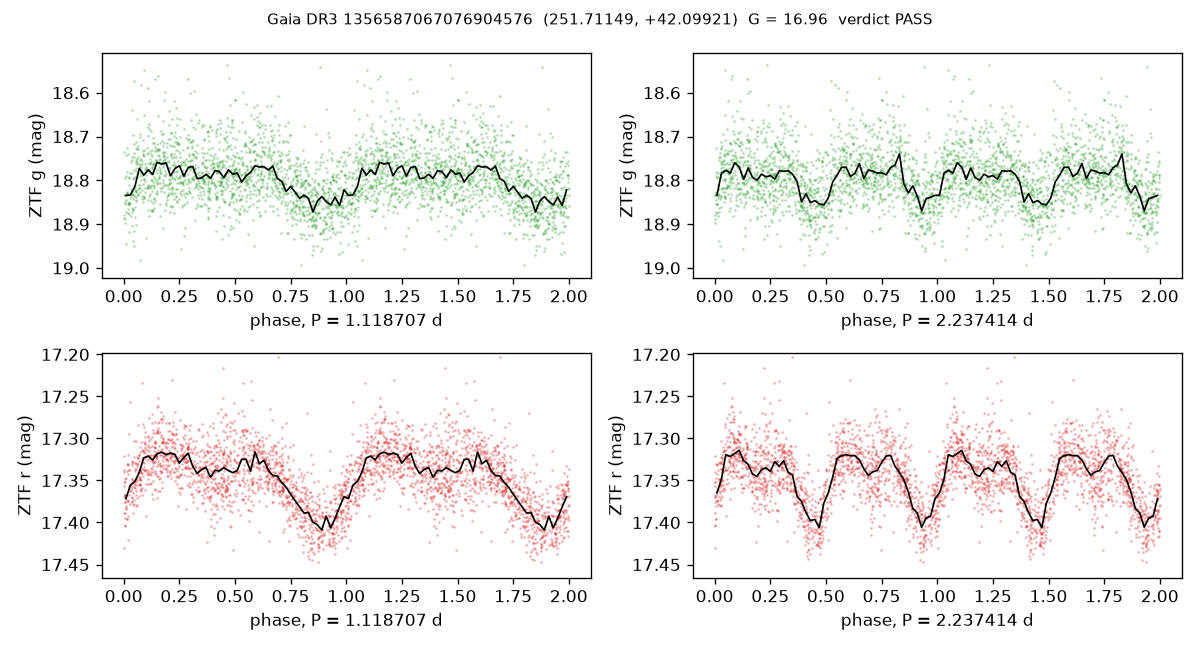 Gaia DR3 1356587067076904576 (251.71149, +42.09921) G = 16.96 verdict PASS
ZTF g (mag)
18.6
18.7
18.8
18.9
19.0
0.00 0.25 0.50 0.75 1.00 1.25 1.50 1.75 2.00
phase, P = 1.118707 d
ZTF g (mag)
18.6
18.7
18.8
18.9
19.0
0.00 0.25 0.50 0.75 1.00 1.25 1.50 1.75 2.00
phase, P = 2.237414 d
ZTF r (mag)
17.20
17.25
17.30
17.35
17.40
17.45
0.00 0.25 0.50 0.75 1.00 1.25 1.50 1.75 2.00
phase, P = 1.118707 d
ZTF r (mag)
17.20
17.25
17.30
17.35
17.40
17.45
0.00 0.25 0.50 0.75 1.00 1.25 1.50 1.75 2.00
phase, P = 2.237414 d